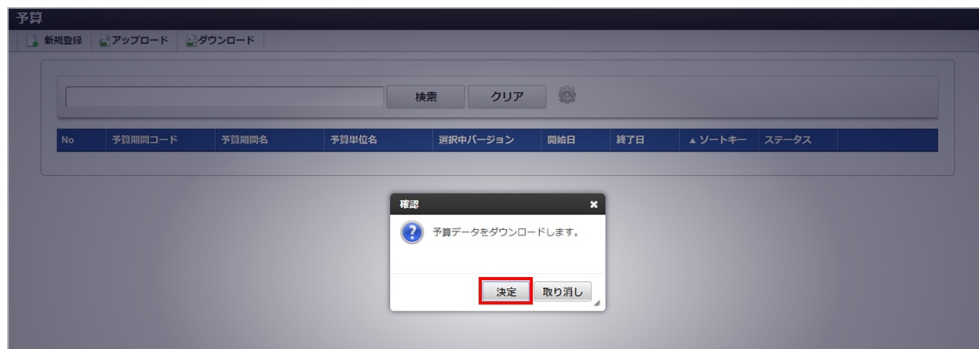 予算
新規登録 アップロード ダウンロード
検索 クリア
No 予算期間コード 予算期間名 予算単位名 選択中バージョン 開始日 終了日 ▲ ソートキー ステータス
確認
予算データをダウンロードします。
決定 取り消し